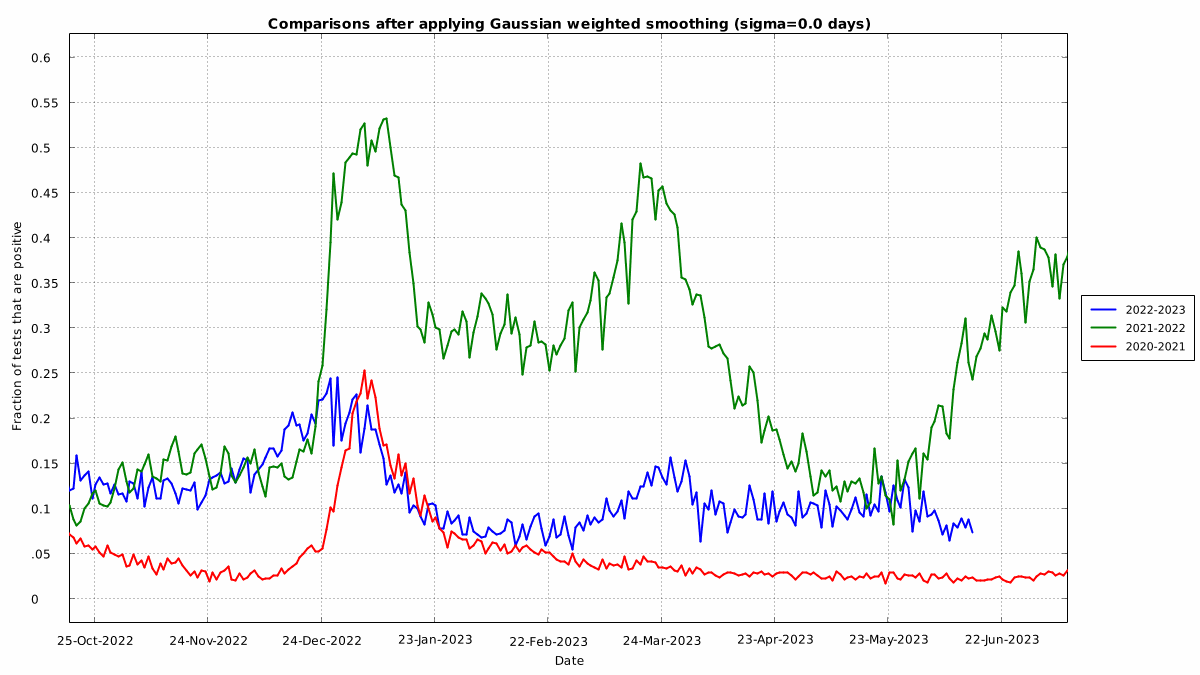 Comparisons after applying Gaussian weighted smoothing (sigma=0.0 days)
0.6
0.55
0.5
0.45
0.4
0.35
0.3
0.25
0.2
0.15
0.1
.05
0
Fraction of tests that are positive
25-Oct-2022
24-Nov-2022
24-Dec-2022
23-Jan-2023
22-Feb-2023
24-Mar-2023
23-Apr-2023
23-May-2023
22-Jun-2023
Date
2022-2023
2021-2022
2020-2021